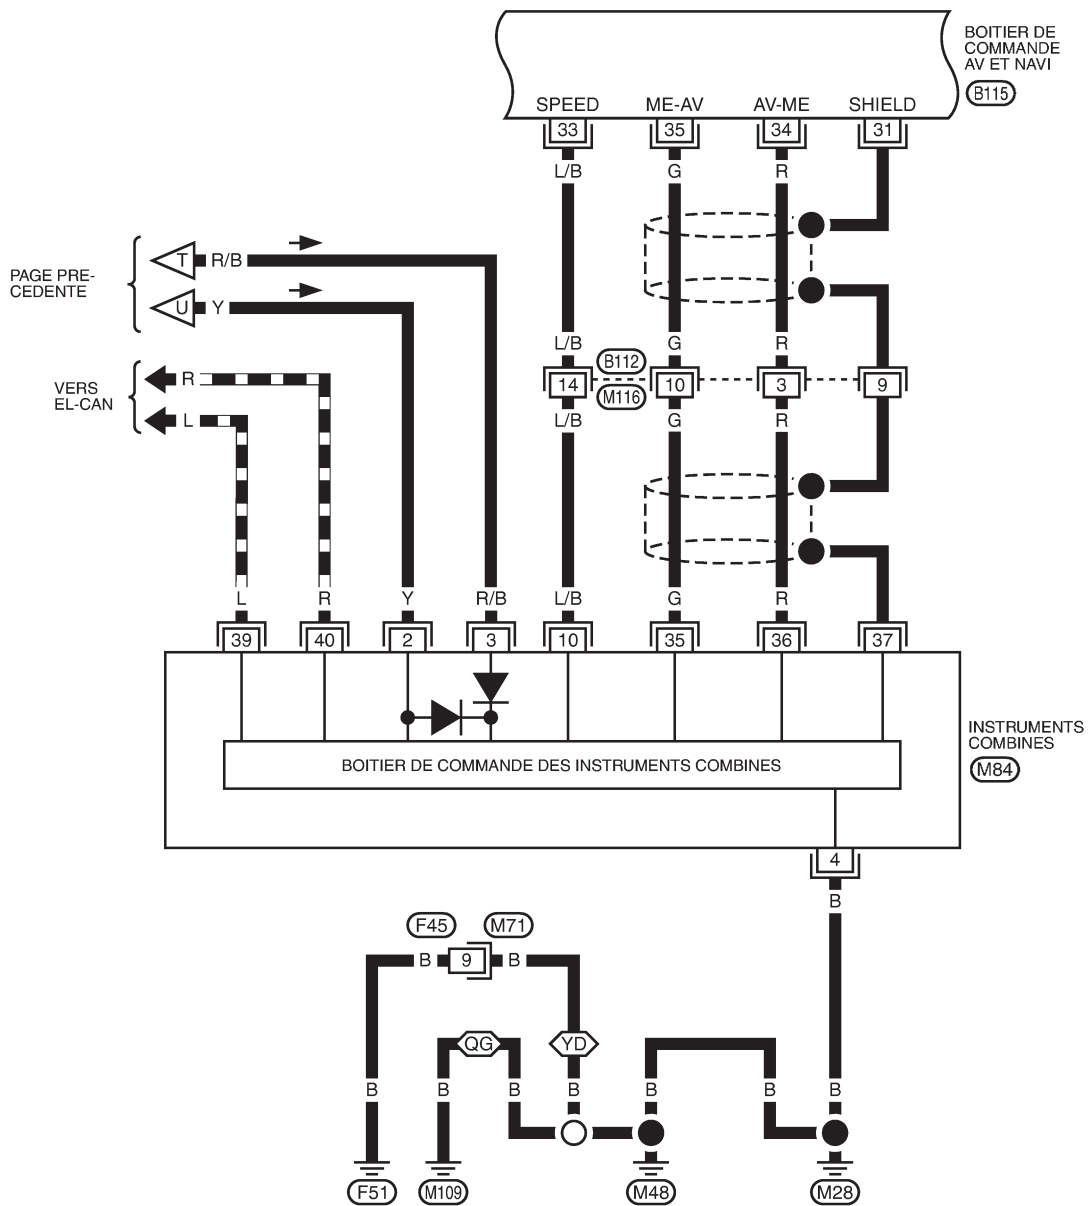 BOITIER DE
COMMANDE
AV ET NAVI
B115
SPEED ME-AV AV-ME SHIELD
33 35 34 31
L/B G R
T R/B
PAGE PRE-
CEDENTE
U Y
L/B G R
B112
14 10 3 9
M116
VERS
EL-CAN
R
L
L/B G R
L R Y R/B L/B G R
39 40 2 3 10 35 36 37
INSTRUMENTS
COMBINES
M84
BOITIER DE COMMANDE DES INSTRUMENTS COMBINES
4
B
F45 M71
B 9 B
QG YD
B B B B B B B
F51 M109 M48 M28